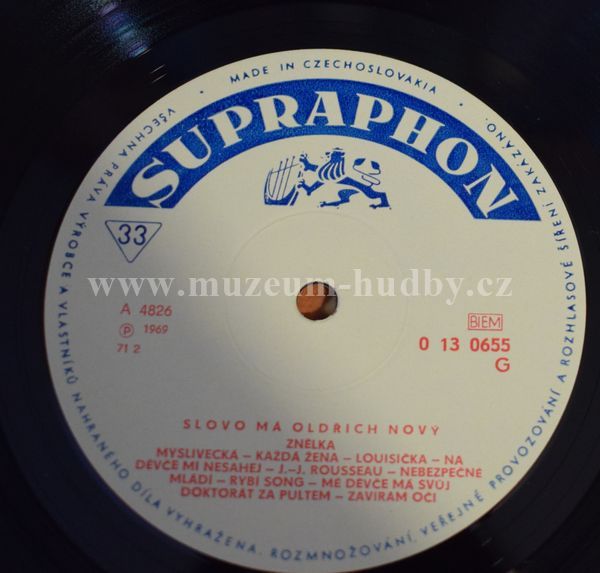 MADE IN CZECHOSLOVAKIA
SUPRAPHON
33
www.muzeum-hudby.cz
A 4826
Ⓟ 1969
71 2
BIEM
0 13 0655
G
SLOVO MÁ OLDŘICH NOVÝ
ZNĚLKA
MYSLIVECKÁ – KAŽDÁ ŽENA – LOUISIČKA – NA
DĚVČE MI NESAHEJ – J.-J. ROUSSEAU – NEBEZPEČNÉ
MLÁDÍ – RYBÍ SONG – MÉ DĚVČE MÁ SVŮJ
DOKTORÁT ZA PULTEM – ZAVÍRÁM OČI
VŠECHNA PRÁVA VÝROBCE A VLASTNÍKŮ NAHRANÉHO DÍLA VYHRAŽENA. ROZMNOŽOVÁNÍ, VEŘEJNÉ PROVOZOVÁNÍ A ROZHLASOVÉ ŠÍŘENÍ ZAKÁZÁNO.